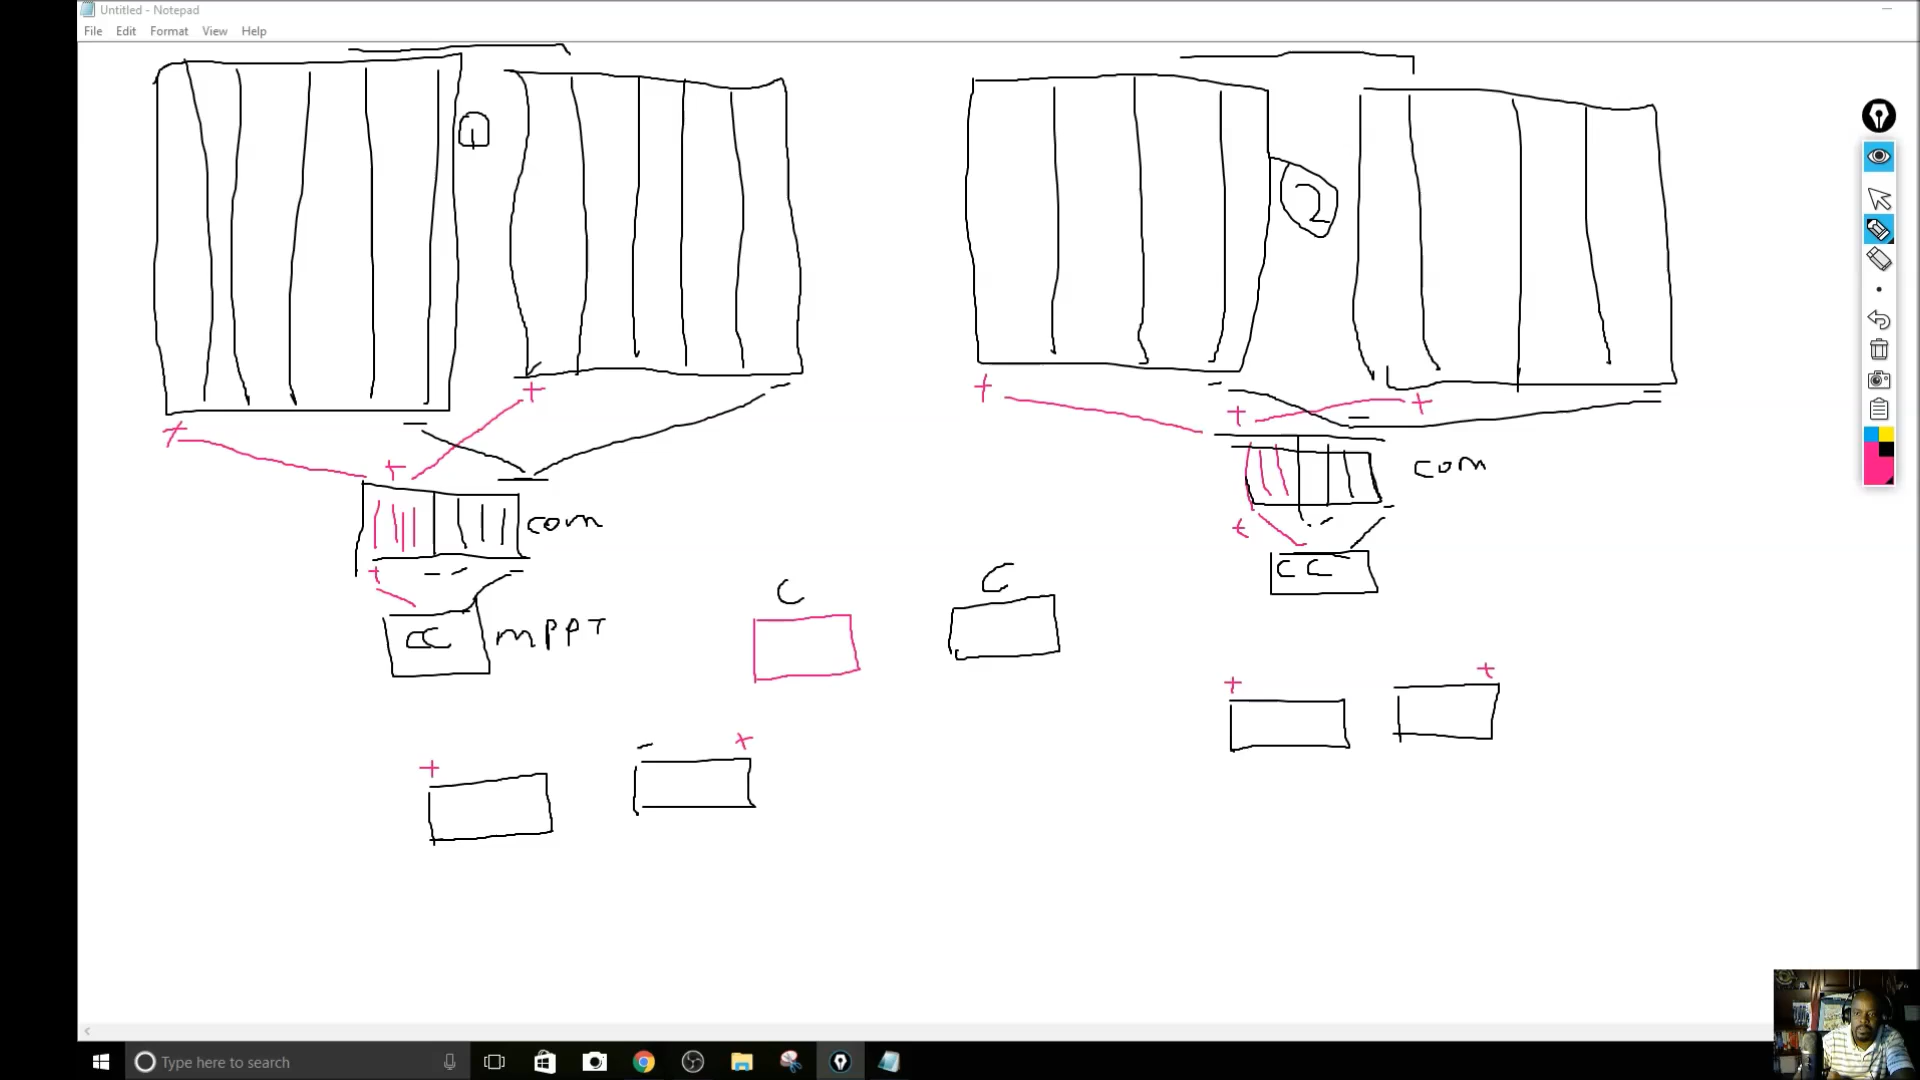 Untitled - Notepad
File Edit Format View Help
1
2
+ -
+ -
+ -
+ -
+
+
com
com
+ - -
+ - -
CC
CC MPPT
C
C
+
+
+
- +
Type here to search